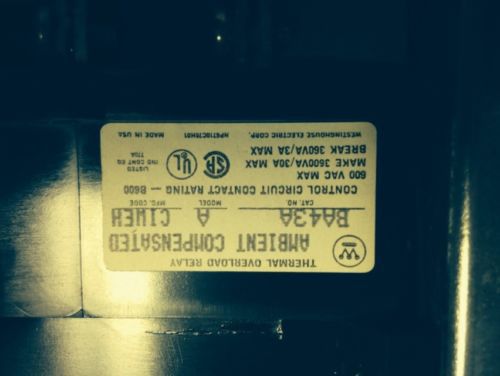 THERMAL OVERLOAD RELAY
AMBIENT COMPENSATED
BA43A A C1WEH
CAT. NO. MODEL MFG. CODE
CONTROL CIRCUIT CONTACT RATING — B600
600 VAC MAX
MAKE 3600VA/30A MAX
BREAK 360VA/3A MAX
WESTINGHOUSE ELECTRIC CORP.
SA
UL
LISTED
IND CONT EQ
MADE IN USA